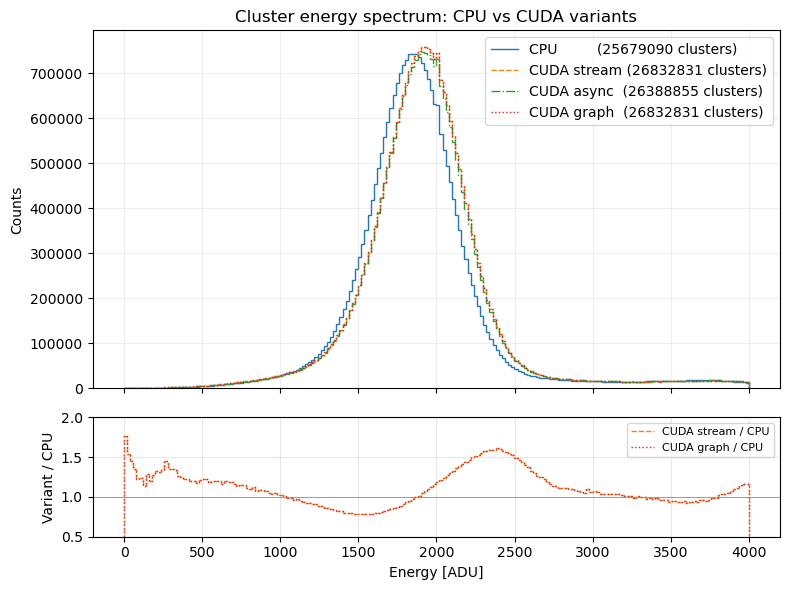 Cluster energy spectrum: CPU vs CUDA variants
CPU (25679090 clusters)
CUDA stream (26832831 clusters)
CUDA async (26388855 clusters)
CUDA graph (26832831 clusters)
Counts
700000
600000
500000
400000
300000
200000
100000
0
CUDA stream / CPU
CUDA graph / CPU
Variant / CPU
2.0
1.5
1.0
0.5
0 500 1000 1500 2000 2500 3000 3500 4000
Energy [ADU]